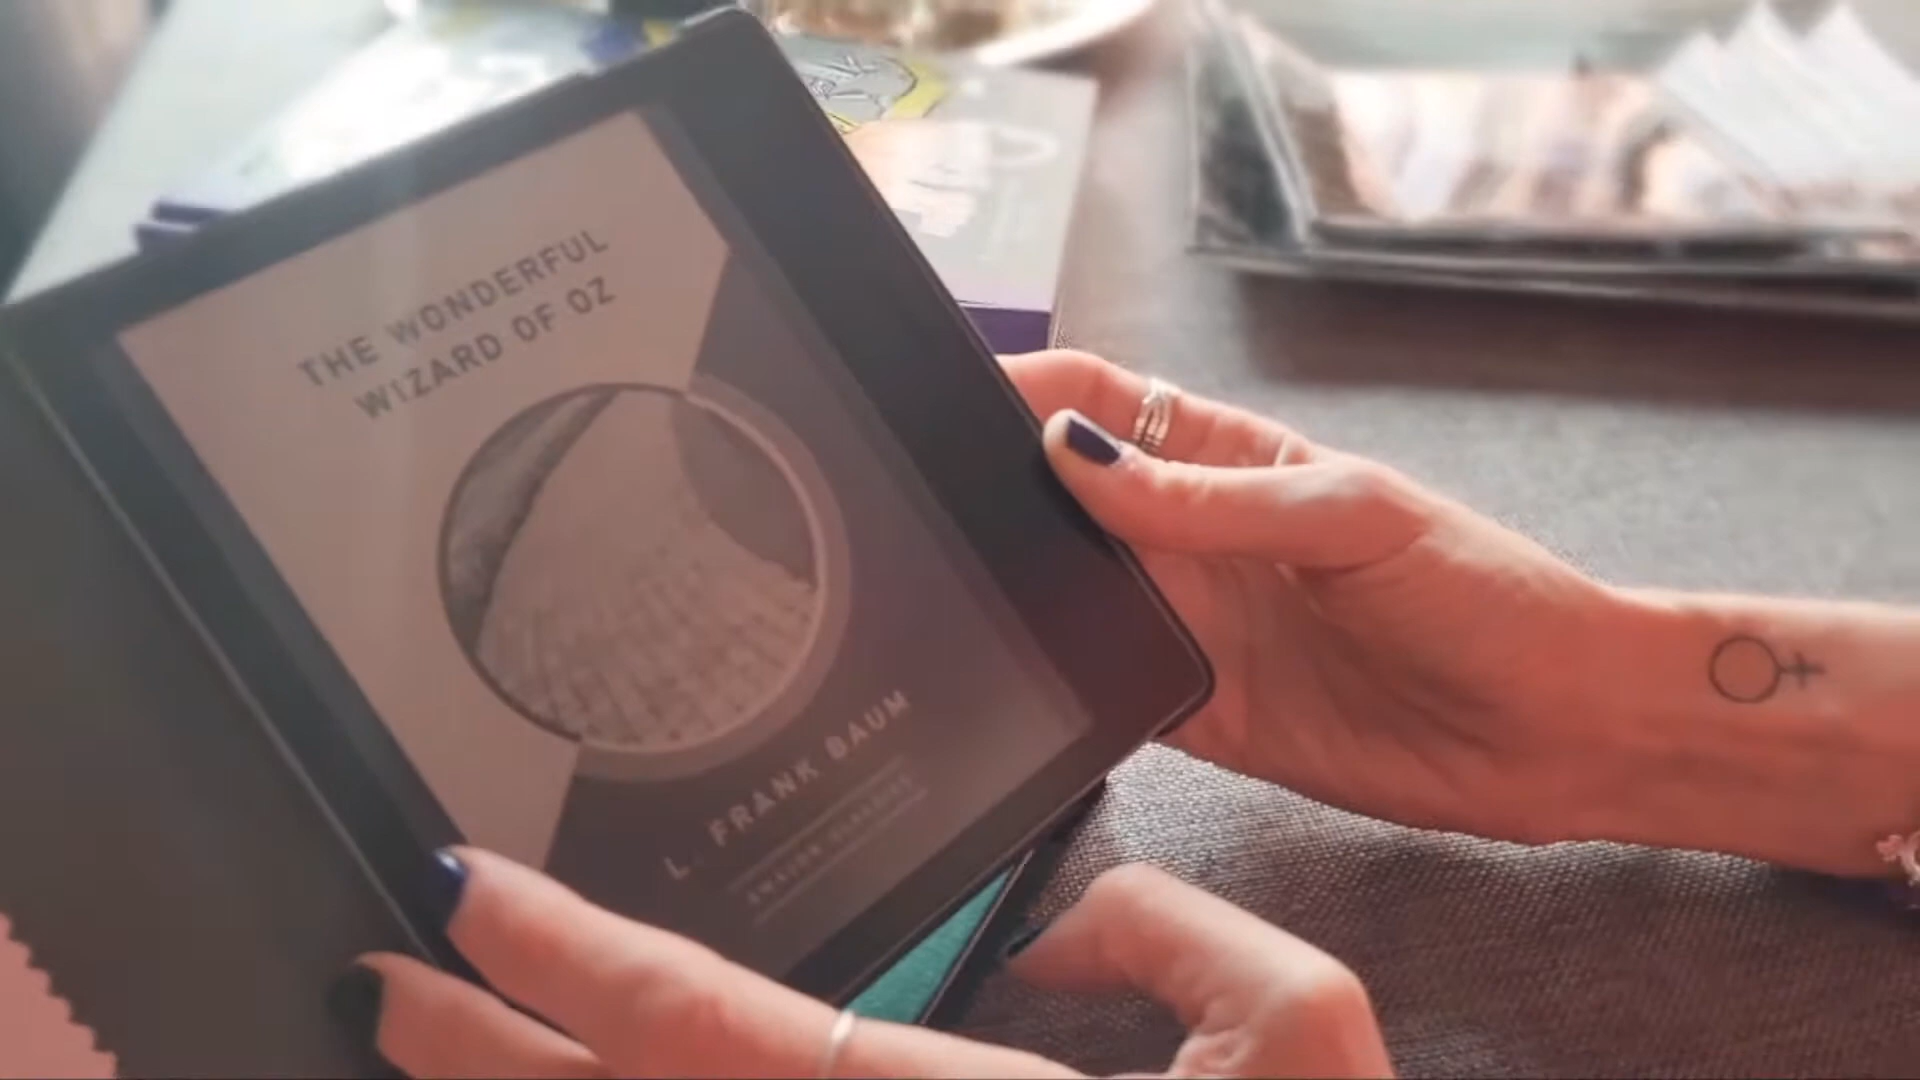 THE WONDERFUL
WIZARD OF OZ
L. FRANK BAUM
AMAZON CLASSICS